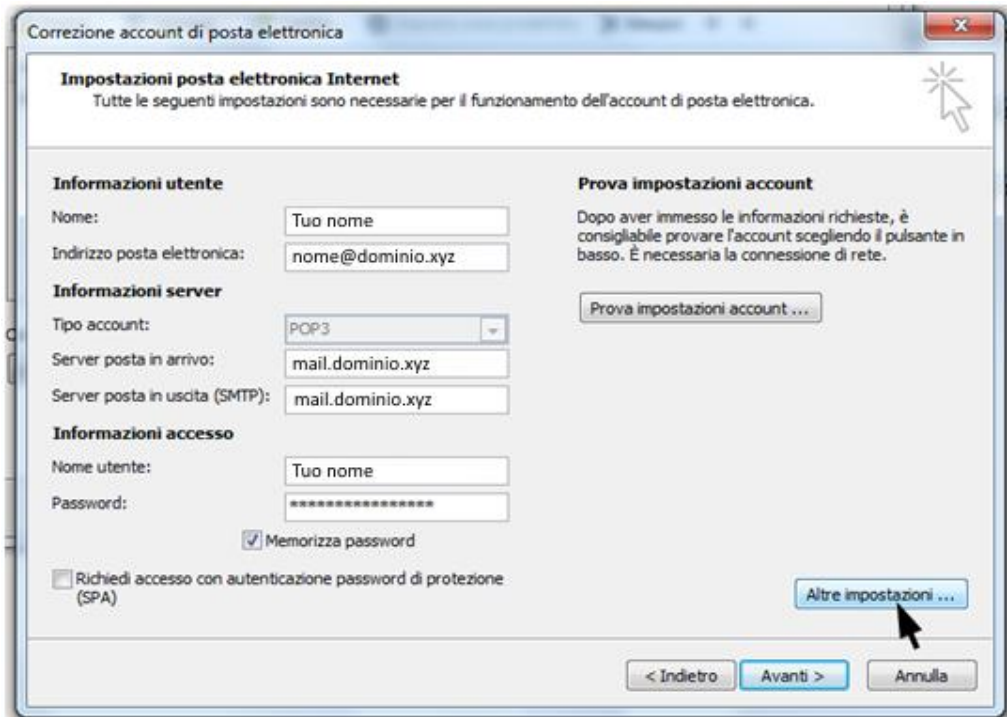 Correzione account di posta elettronica
Impostazioni posta elettronica Internet
Tutte le seguenti impostazioni sono necessarie per il funzionamento dell'account di posta elettronica.
Informazioni utente
Nome:
Tuo nome
Indirizzo posta elettronica:
nome@dominio.xyz
Informazioni server
Tipo account:
POP3
Server posta in arrivo:
mail.dominio.xyz
Server posta in uscita (SMTP):
mail.dominio.xyz
Informazioni accesso
Nome utente:
Tuo nome
Password:
****************
Memorizza password
Richiedi accesso con autenticazione password di protezione
(SPA)
Prova impostazioni account
Dopo aver immesso le informazioni richieste, è
consigliabile provare l'account scegliendo il pulsante in
basso. È necessaria la connessione di rete.
Prova impostazioni account ...
Altre impostazioni ...
< Indietro
Avanti >
Annulla